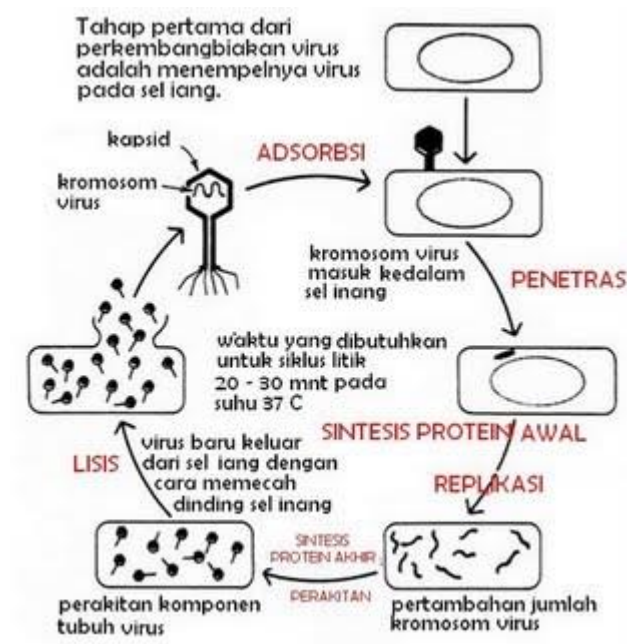 Tahap pertama dari
perkembangbiakan virus
adalah menempelnya virus
pada sel iang.
kapsid
kromosom
virus
ADSORBSI
kromosom virus
masuk kedalam
sel inang
PENETRAS
waktu yang dibutuhkan
untuk siklus litik
20 - 30 mnt pada
suhu 37 C
SINTESIS PROTEIN AWAL
REPLIKASI
LISIS
virus baru keluar
dari sel iang dengan
cara memecah
dinding sel inang
SINTESIS
PROTEIN AKHIR
PERAKITAN
perakitan komponen
tubuh virus
pertambahan jumlah
kromosom virus